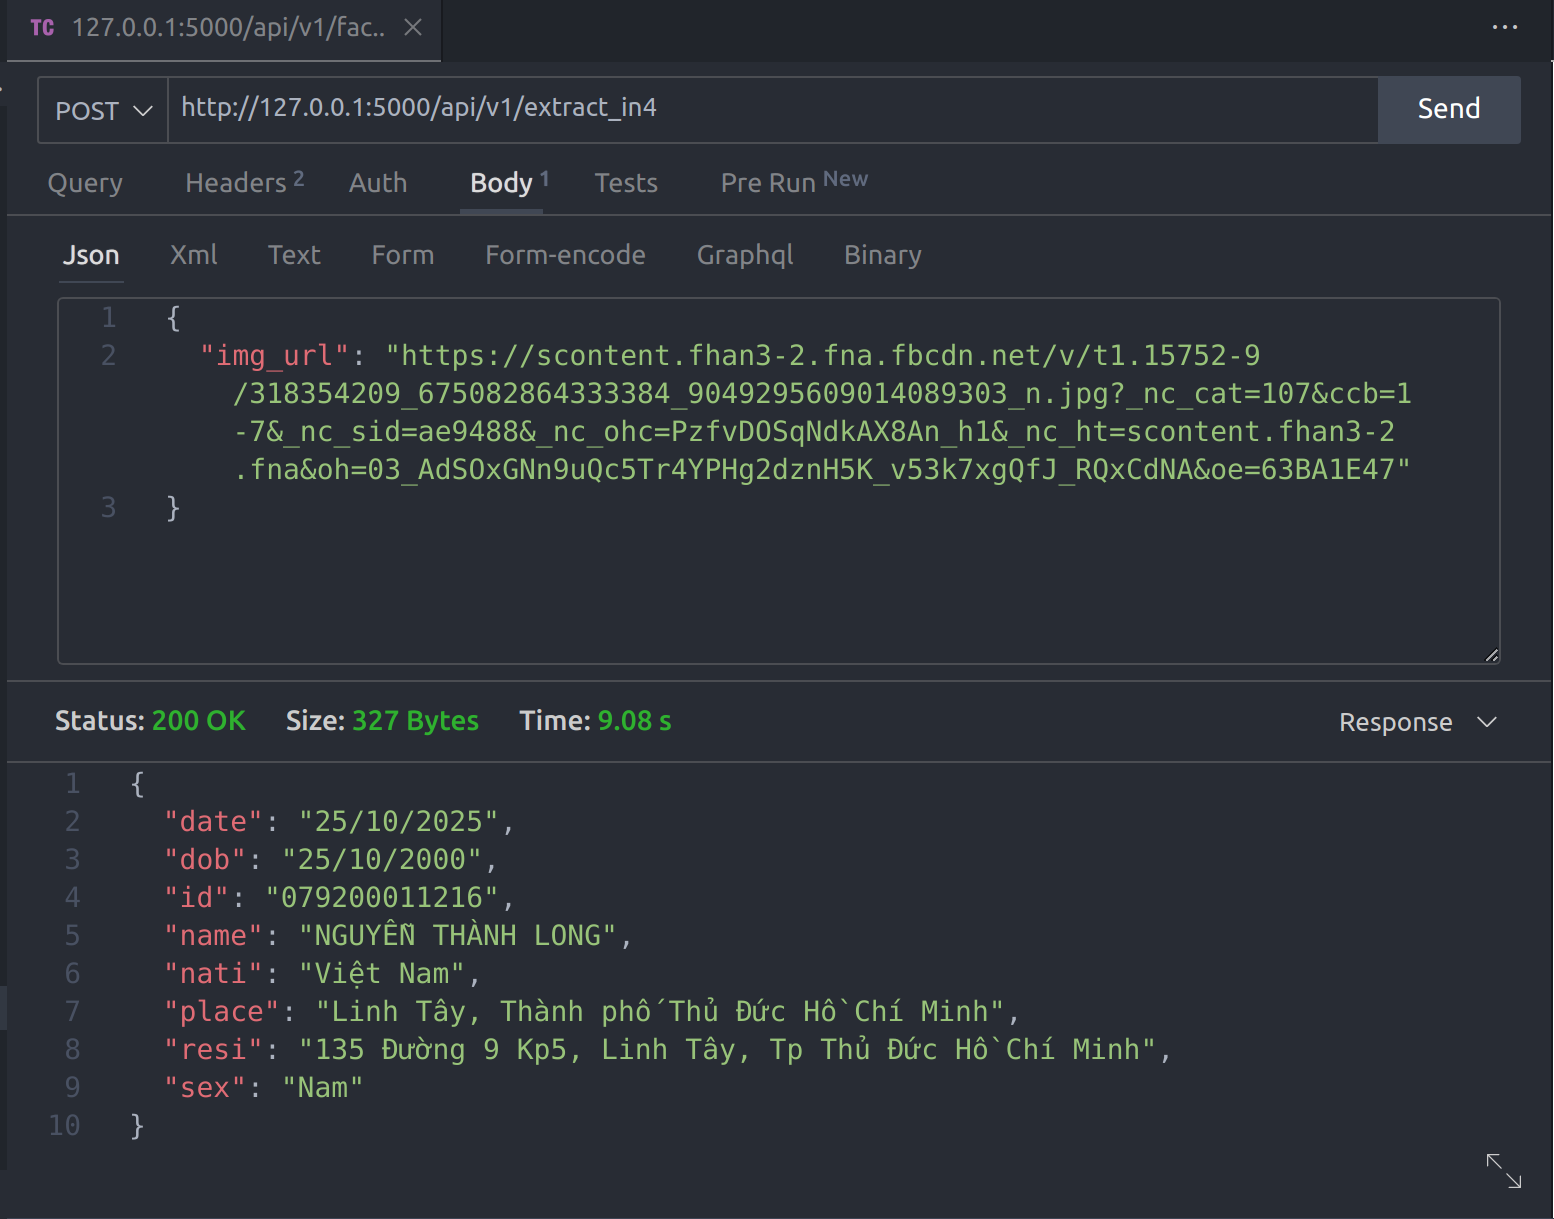 TC 127.0.0.1:5000/api/v1/fac.. ×
POST http://127.0.0.1:5000/api/v1/extract_in4 Send
Query Headers 2 Auth Body 1 Tests Pre Run New
Json Xml Text Form Form-encode Graphql Binary
1 {
2 "img_url": "https://scontent.fhan3-2.fna.fbcdn.net/v/t1.15752-9
/318354209_675082864333384_9049295609014089303_n.jpg?_nc_cat=107&ccb=1
-7&_nc_sid=ae9488&_nc_ohc=PzfvDOSqNdkAX8An_h1&_nc_ht=scontent.fhan3-2
.fna&oh=03_AdSOxGNn9uQc5Tr4YPHg2dznH5K_v53k7xgQfJ_RQxCdNA&oe=63BA1E47"
3 }
Status: 200 OK Size: 327 Bytes Time: 9.08 s Response
1 {
2 "date": "25/10/2025",
3 "dob": "25/10/2000",
4 "id": "079200011216",
5 "name": "NGUYỄN THÀNH LONG",
6 "nati": "Việt Nam",
7 "place": "Linh Tây, Thành phố Thủ Đức Hồ Chí Minh",
8 "resi": "135 Đường 9 Kp5, Linh Tây, Tp Thủ Đức Hồ Chí Minh",
9 "sex": "Nam"
10 }